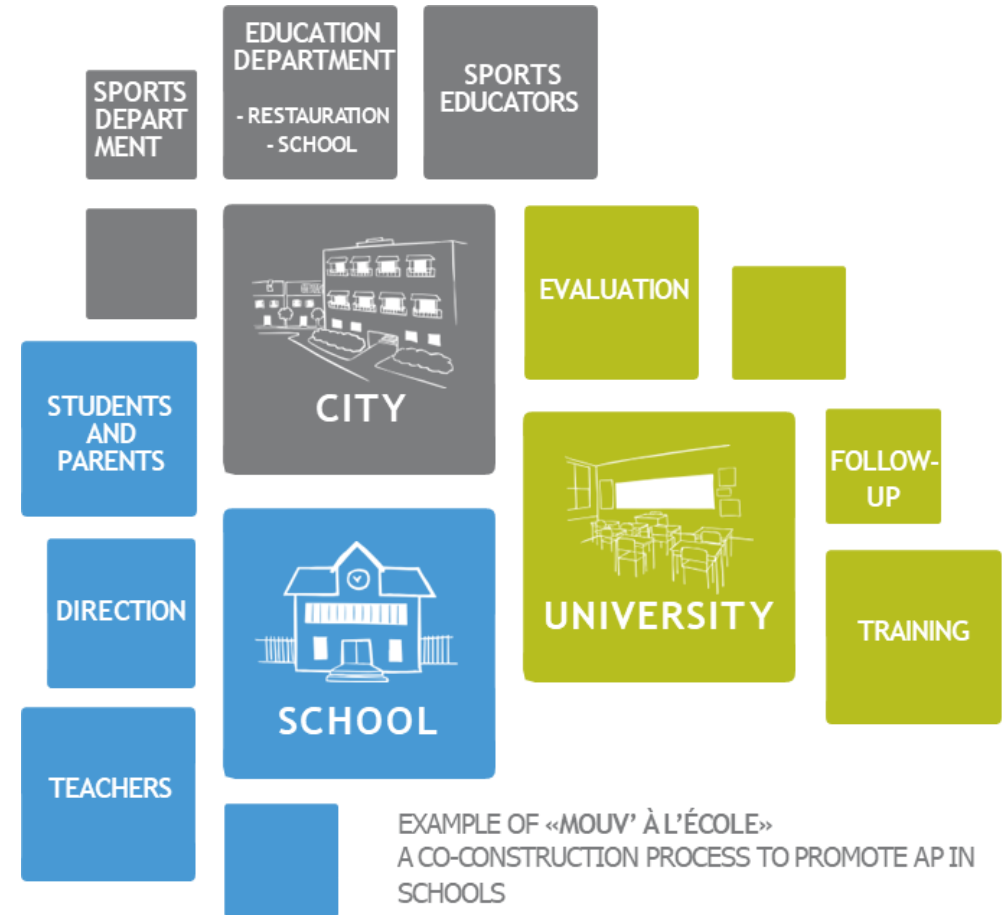 EDUCATION
DEPARTMENT
- RESTAURATION
- SCHOOL
SPORTS
EDUCATORS
SPORTS
DEPART
MENT
CITY
EVALUATION
STUDENTS
AND
PARENTS
FOLLOW-
UP
DIRECTION
UNIVERSITY
TRAINING
SCHOOL
TEACHERS
EXAMPLE OF «MOUV’ À L’ÉCOLE»
A CO-CONSTRUCTION PROCESS TO PROMOTE AP IN
SCHOOLS